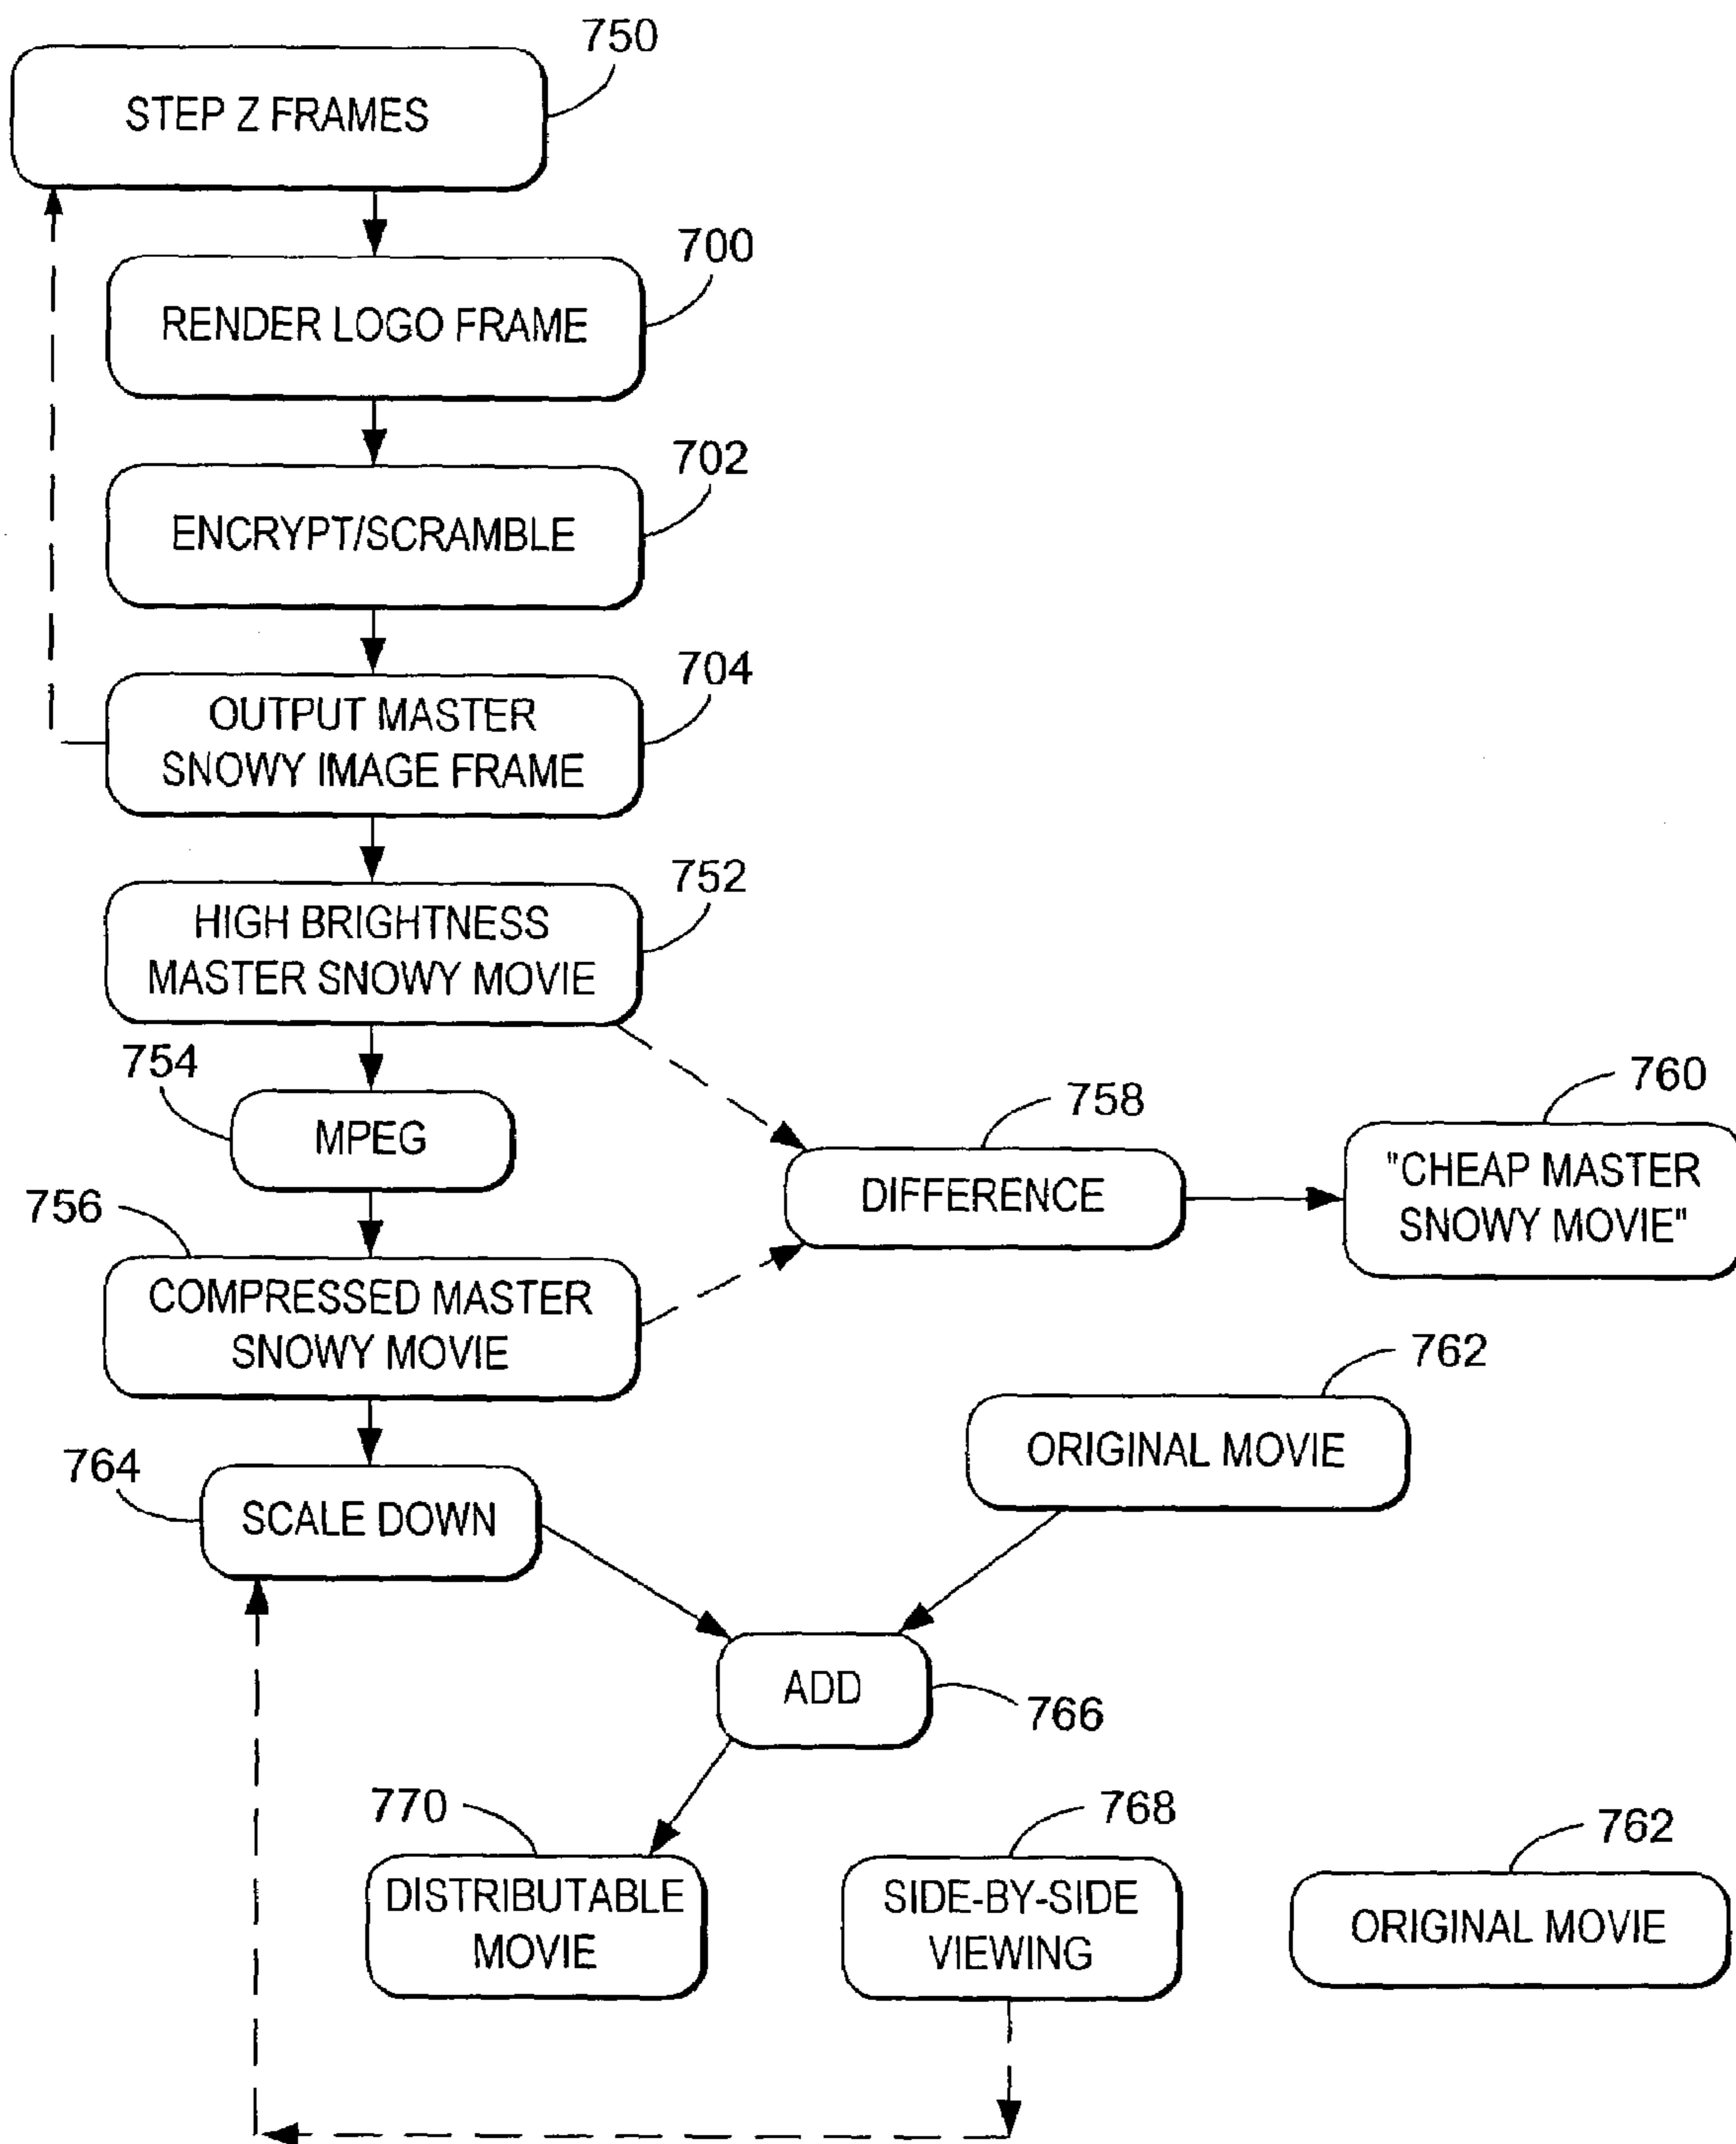 750
STEP Z FRAMES
700
RENDER LOGO FRAME
702
ENCRYPT/SCRAMBLE
704
OUTPUT MASTER
SNOWY IMAGE FRAME
752
HIGH BRIGHTNESS
MASTER SNOWY MOVIE
754
MPEG
758
DIFFERENCE
760
"CHEAP MASTER
SNOWY MOVIE"
756
COMPRESSED MASTER
SNOWY MOVIE
762
ORIGINAL MOVIE
764
SCALE DOWN
ADD
766
770
DISTRIBUTABLE
MOVIE
768
SIDE-BY-SIDE
VIEWING
762
ORIGINAL MOVIE